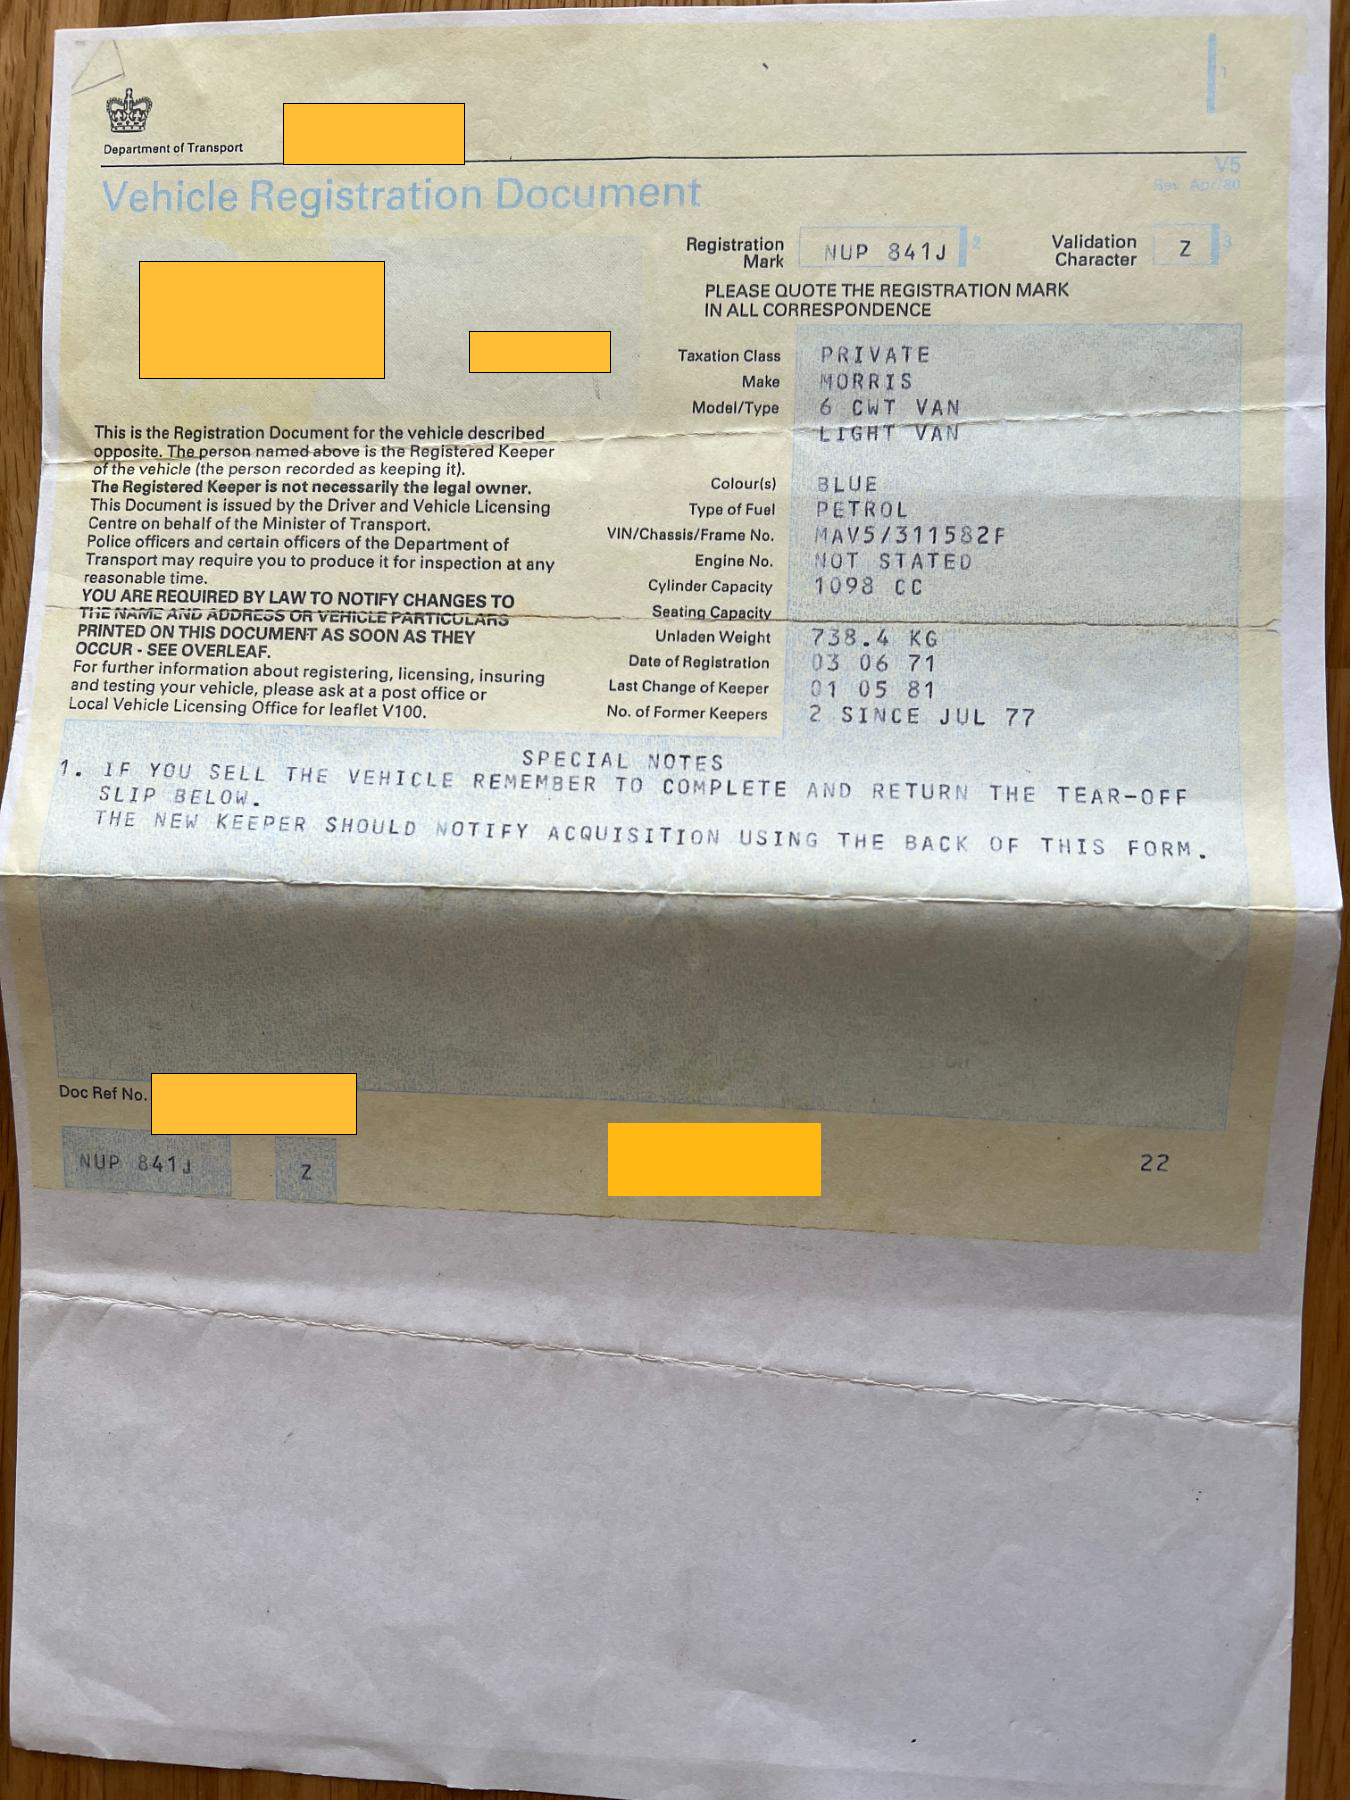 Department of Transport
1
V5
Rev. Apr/80
Vehicle Registration Document
Registration Mark NUP 841J 2 Validation Character Z 3
PLEASE QUOTE THE REGISTRATION MARK
IN ALL CORRESPONDENCE
Taxation Class PRIVATE
Make MORRIS
Model/Type 6 CWT VAN
LIGHT VAN
Colour(s) BLUE
Type of Fuel PETROL
VIN/Chassis/Frame No. MAV5/311582F
Engine No. NOT STATED
Cylinder Capacity 1098 CC
Seating Capacity
Unladen Weight 738.4 KG
Date of Registration 03 06 71
Last Change of Keeper 01 05 81
No. of Former Keepers 2 SINCE JUL 77
This is the Registration Document for the vehicle described
opposite. The person named above is the Registered Keeper
of the vehicle (the person recorded as keeping it).
The Registered Keeper is not necessarily the legal owner.
This Document is issued by the Driver and Vehicle Licensing
Centre on behalf of the Minister of Transport.
Police officers and certain officers of the Department of
Transport may require you to produce it for inspection at any
reasonable time.
YOU ARE REQUIRED BY LAW TO NOTIFY CHANGES TO
THE NAME AND ADDRESS OR VEHICLE PARTICULARS
PRINTED ON THIS DOCUMENT AS SOON AS THEY
OCCUR - SEE OVERLEAF.
For further information about registering, licensing, insuring
and testing your vehicle, please ask at a post office or
Local Vehicle Licensing Office for leaflet V100.
SPECIAL NOTES
1. IF YOU SELL THE VEHICLE REMEMBER TO COMPLETE AND RETURN THE TEAR-OFF
SLIP BELOW.
THE NEW KEEPER SHOULD NOTIFY ACQUISITION USING THE BACK OF THIS FORM.
Doc Ref No.
NUP 841J Z 22